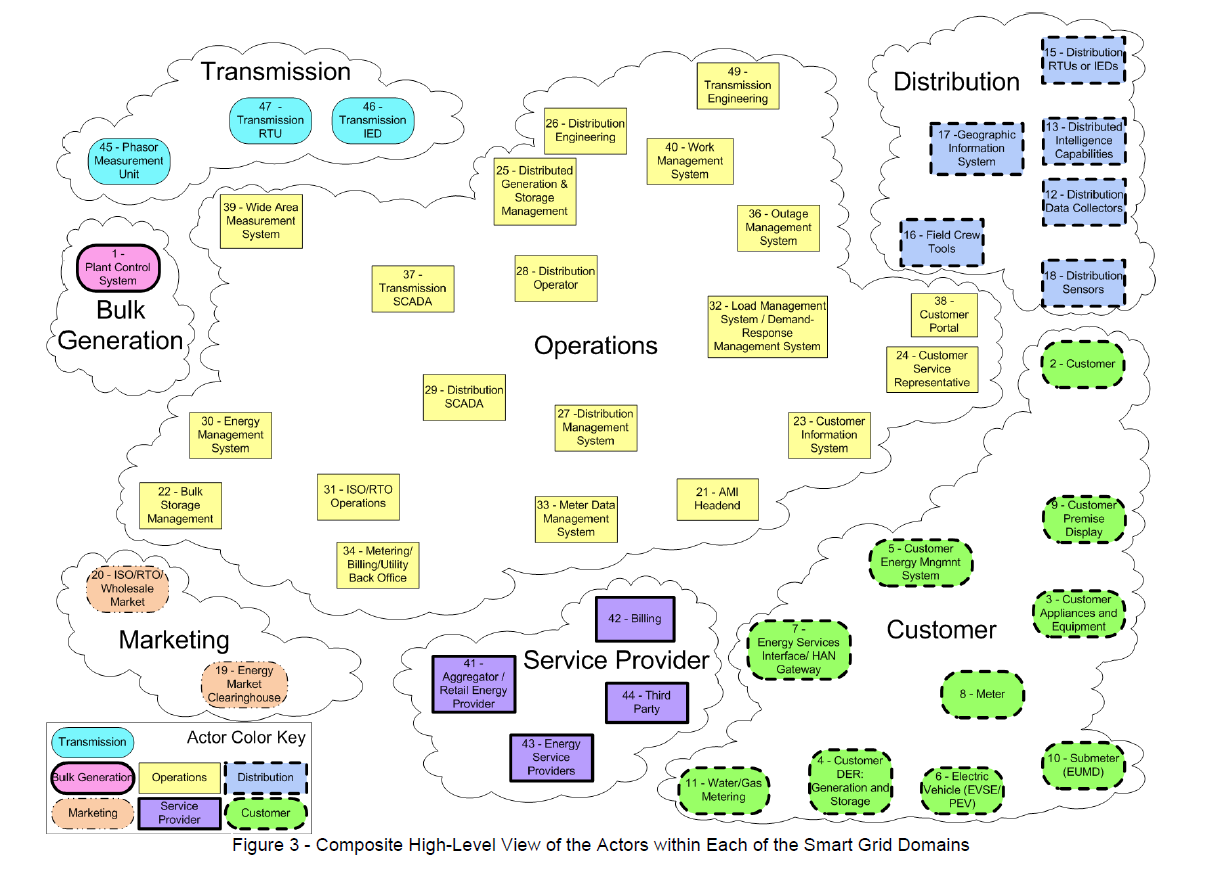 Transmission
47 -
Transmission
RTU
46 -
Transmission
IED
45 - Phasor
Measurement
Unit
1 -
Plant Control
System
Bulk
Generation
49 -
Transmission
Engineering
26 - Distribution
Engineering
40 - Work
Management
System
25 - Distributed
Generation &
Storage
Management
39 - Wide Area
Measurement
System
36 - Outage
Management
System
37 -
Transmission
SCADA
28 - Distribution
Operator
32 - Load Management
System / Demand-
Response
Management System
38 -
Customer
Portal
Operations
24 - Customer
Service
Representative
29 - Distribution
SCADA
27 -Distribution
Management
System
30 - Energy
Management
System
23 - Customer
Information
System
22 - Bulk
Storage
Management
31 - ISO/RTO
Operations
33 - Meter Data
Management
System
21 - AMI
Headend
34 - Metering/
Billing/Utility
Back Office
Distribution
15 - Distribution
RTUs or IEDs
17 -Geographic
Information
System
13 - Distributed
Intelligence
Capabilities
12 - Distribution
Data Collectors
16 - Field Crew
Tools
18 - Distribution
Sensors
2 - Customer
9 - Customer
Premise
Display
5 - Customer
Energy Mngmnt
System
3 - Customer
Appliances and
Equipment
7 -
Energy Services
Interface/ HAN
Gateway
Customer
8 - Meter
10 - Submeter
(EUMD)
11 - Water/Gas
Metering
4 - Customer
DER:
Generation and
Storage
6 - Electric
Vehicle (EVSE/
PEV)
20 - ISO/RTO/
Wholesale
Market
Marketing
19 - Energy
Market
Clearinghouse
42 - Billing
Service Provider
41 -
Aggregator /
Retail Energy
Provider
44 - Third
Party
43 - Energy
Service
Providers
Actor Color Key
Transmission
Bulk Generation
Operations
Distribution
Marketing
Service
Provider
Customer
Figure 3 - Composite High-Level View of the Actors within Each of the Smart Grid Domains